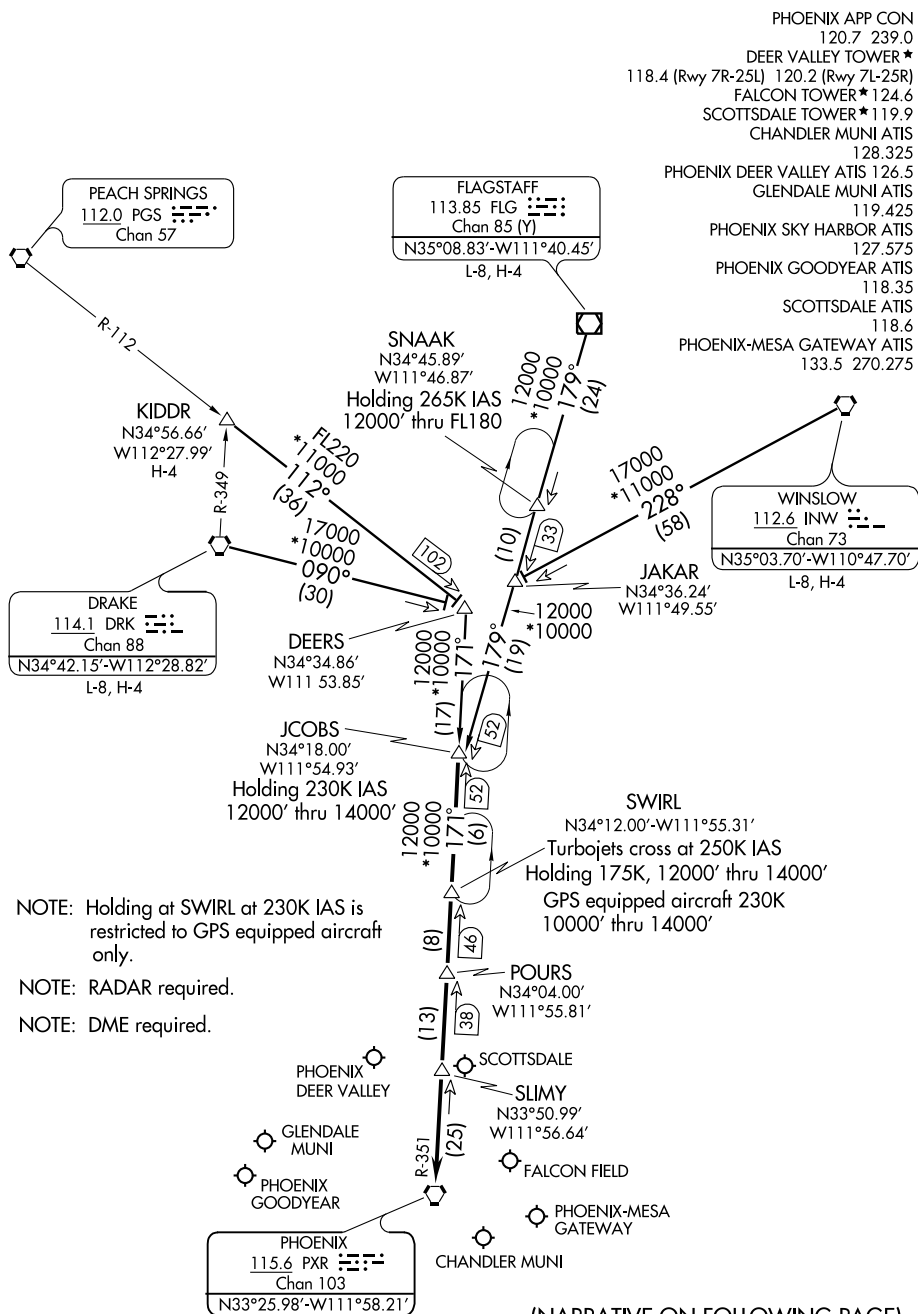 PHOENIX APP CON
120.7 239.0
DEER VALLEY TOWER★
118.4 (Rwy 7R-25L) 120.2 (Rwy 7L-25R)
FALCON TOWER★ 124.6
SCOTTSDALE TOWER★ 119.9
CHANDLER MUNI ATIS
128.325
PHOENIX DEER VALLEY ATIS 126.5
GLENDALE MUNI ATIS
119.425
PHOENIX SKY HARBOR ATIS
127.575
PHOENIX GOODYEAR ATIS
118.35
SCOTTSDALE ATIS
118.6
PHOENIX-MESA GATEWAY ATIS
133.5 270.275
PEACH SPRINGS
112.0 PGS
Chan 57
FLAGSTAFF
113.85 FLG
Chan 85 (Y)
N35°08.83'-W111°40.45'
L-8, H-4
R-112
SNAAK
N34°45.89'
W111°46.87'
Holding 265K IAS
12000' thru FL180
12000
*10000
179°
(24)
KIDDR
N34°56.66'
W112°27.99'
H-4
R-349
FL220
*11000
112°
(36)
17000
*10000
090°
(30)
102
(10)
33
17000
*11000
228°
(58)
WINSLOW
112.6 INW
Chan 73
N35°03.70'-W110°47.70'
L-8, H-4
JAKAR
N34°36.24'
W111°49.55'
DRAKE
114.1 DRK
Chan 88
N34°42.15'-W112°28.82'
L-8, H-4
DEERS
N34°34.86'
W111 53.85'
12000
*10000
171°
(17)
12000
*10000
179°
(19)
52
JCOBS
N34°18.00'
W111°54.93'
Holding 230K IAS
12000' thru 14000'
52
12000
*10000
171°
(6)
SWIRL
N34°12.00'-W111°55.31'
Turbojets cross at 250K IAS
Holding 175K, 12000' thru 14000'
GPS equipped aircraft 230K
10000' thru 14000'
NOTE: Holding at SWIRL at 230K IAS is
restricted to GPS equipped aircraft
only.
NOTE: RADAR required.
NOTE: DME required.
(8)
46
POURS
N34°04.00'
W111°55.81'
(13)
38
PHOENIX
DEER VALLEY
SCOTTSDALE
SLIMY
N33°50.99'
W111°56.64'
GLENDALE
MUNI
R-351
(25)
PHOENIX
GOODYEAR
FALCON FIELD
PHOENIX-MESA
GATEWAY
CHANDLER MUNI
PHOENIX
115.6 PXR
Chan 103
N33°25.98'-W111°58.21'
(NARRATIVE ON FOLLOWING PAGE)